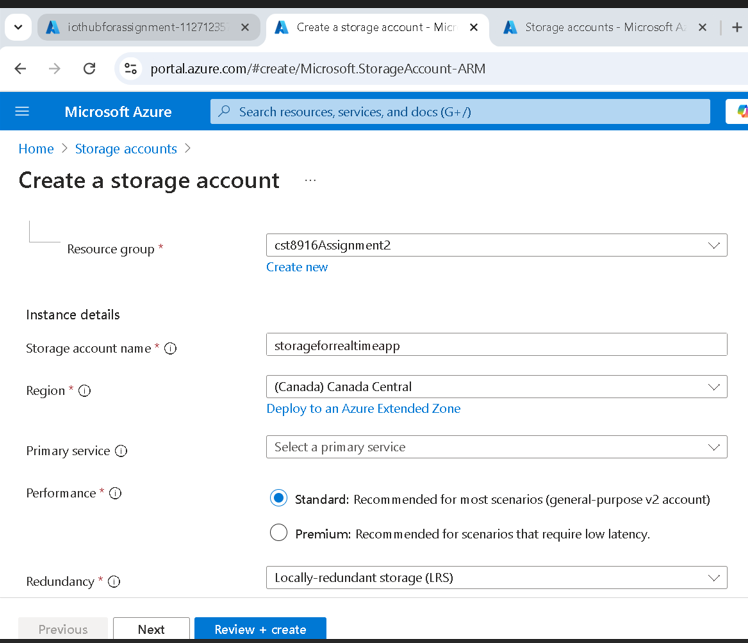 iothubforassignment-11271235
Create a storage account - Micr
Storage accounts - Microsoft A
portal.azure.com/#create/Microsoft.StorageAccount-ARM
Microsoft Azure
Search resources, services, and docs (G+/)
Home > Storage accounts >
Create a storage account ...
Resource group *
cst8916Assignment2
Create new
Instance details
Storage account name *
storageforrealtimeapp
Region *
(Canada) Canada Central
Deploy to an Azure Extended Zone
Primary service
Select a primary service
Performance *
Standard: Recommended for most scenarios (general-purpose v2 account)
Premium: Recommended for scenarios that require low latency.
Redundancy *
Locally-redundant storage (LRS)
Previous
Next
Review + create